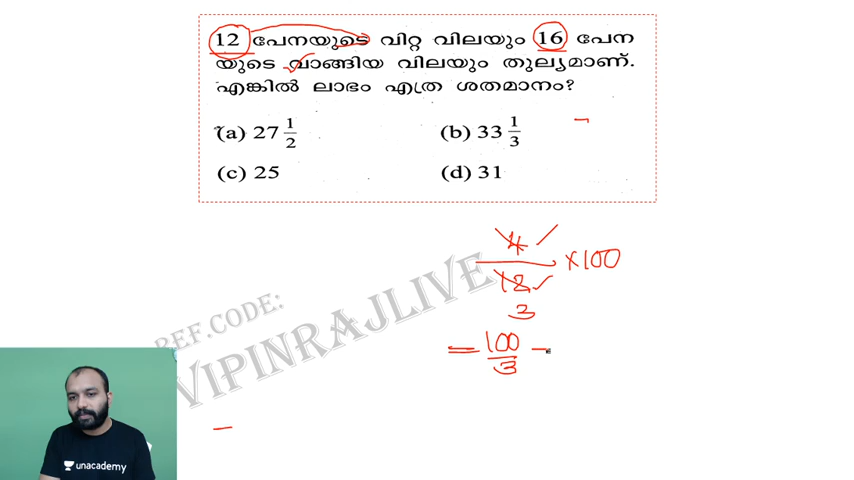 12 പേനയുടെ വിറ്റ വിലയും 16 പേന
യുടെ വാങ്ങിയ വിലയും തുല്യമാണ്.
എങ്കിൽ ലാഭം എത്ര ശതമാനം?
(a) 27 1/2 (b) 33 1/3
(c) 25 (d) 31
4/12 ×100
3
= 100/3 -
REF.CODE:
VIPINRAJLIVE
unacademy